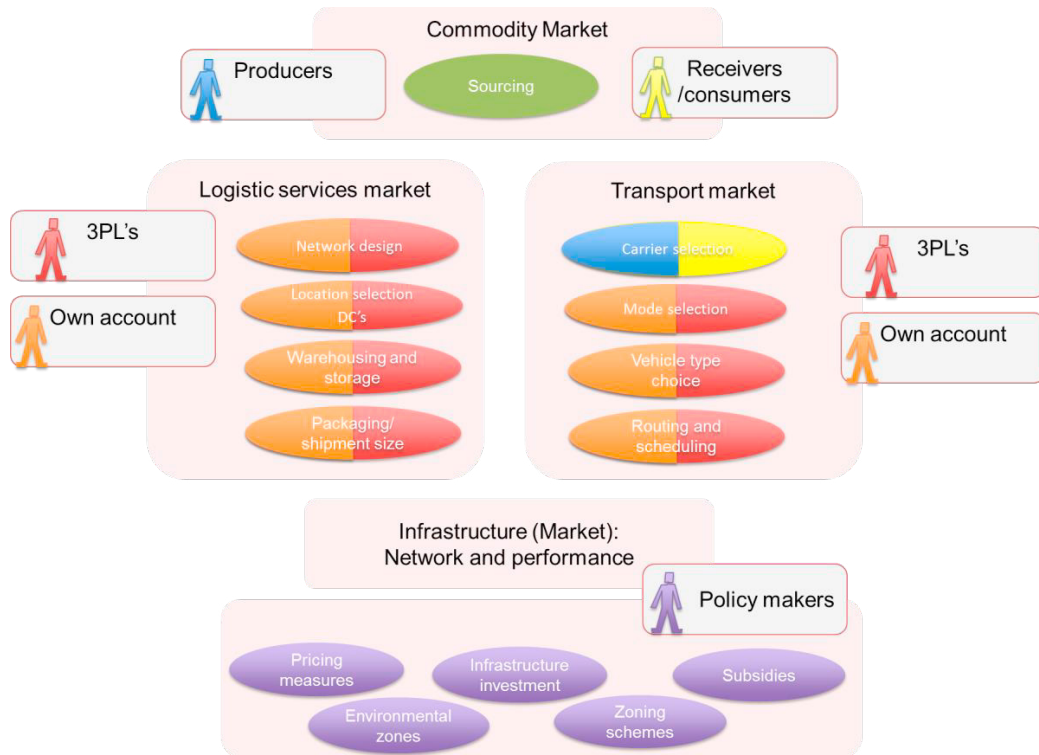 Commodity Market
Producers
Sourcing
Receivers
/consumers
Logistic services market
3PL's
Own account
Network design
Location selection
DC's
Warehousing and
storage
Packaging/
shipment size
Transport market
Carrier selection
Mode selection
Vehicle type
choice
Routing and
scheduling
3PL's
Own account
Infrastructure (Market):
Network and performance
Policy makers
Pricing
measures
Infrastructure
investment
Subsidies
Environmental
zones
Zoning
schemes